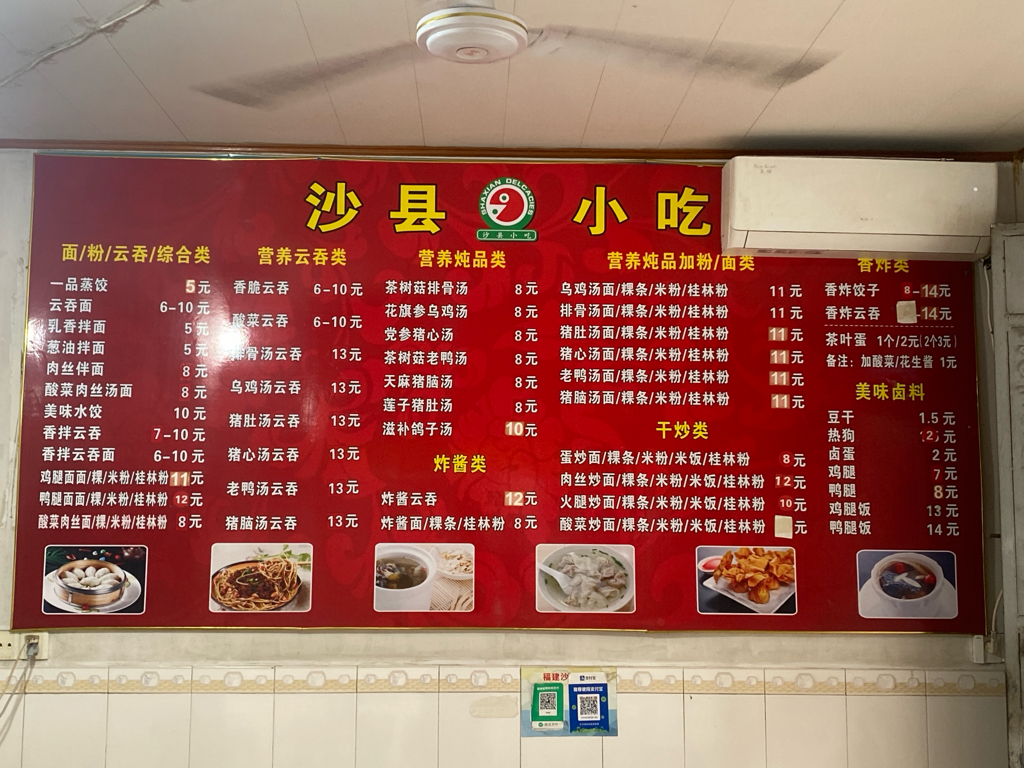 沙县
SHAXIAN DELCACIES
沙县小吃
小吃
面/粉/云吞/综合类
一品蒸饺 5元
云吞面 6-10元
乳香拌面 5元
葱油拌面 5元
肉丝伴面 8元
酸菜肉丝汤面 8元
美味水饺 10元
香拌云吞 7-10元
香拌云吞面 6-10元
鸡腿面面/粿/米粉/桂林粉 11元
鸭腿面面/粿/米粉/桂林粉 12元
酸菜肉丝面/粿/米粉/桂林粉 8元
营养云吞类
香脆云吞 6-10元
酸菜云吞 6-10元
排骨汤云吞 13元
乌鸡汤云吞 13元
猪肚汤云吞 13元
猪心汤云吞 13元
老鸭汤云吞 13元
猪脑汤云吞 13元
营养炖品类
茶树菇排骨汤 8元
花旗参乌鸡汤 8元
党参猪心汤 8元
茶树菇老鸭汤 8元
天麻猪脑汤 8元
莲子猪肚汤 8元
滋补鸽子汤 10元
炸酱类
炸酱云吞 12元
炸酱面/粿条/桂林粉 8元
营养炖品加粉/面类
乌鸡汤面/粿条/米粉/桂林粉 11元
排骨汤面/粿条/米粉/桂林粉 11元
猪肚汤面/粿条/米粉/桂林粉 11元
猪心汤面/粿条/米粉/桂林粉 11元
老鸭汤面/粿条/米粉/桂林粉 11元
猪脑汤面/粿条/米粉/桂林粉 11元
干炒类
蛋炒面/粿条/米粉/米饭/桂林粉 8元
肉丝炒面/粿条/米粉/米饭/桂林粉 12元
火腿炒面/粿条/米粉/米饭/桂林粉 10元
酸菜炒面/粿条/米粉/米饭/桂林粉 元
香炸类
香炸饺子 8-14元
香炸云吞 -14元
茶叶蛋 1个/2元(2个3元)
备注：加酸菜/花生酱 1元
美味卤料
豆干 1.5元
热狗 2元
卤蛋 2元
鸡腿 7元
鸭腿 8元
鸡腿饭 13元
鸭腿饭 14元
福建沙
支付宝